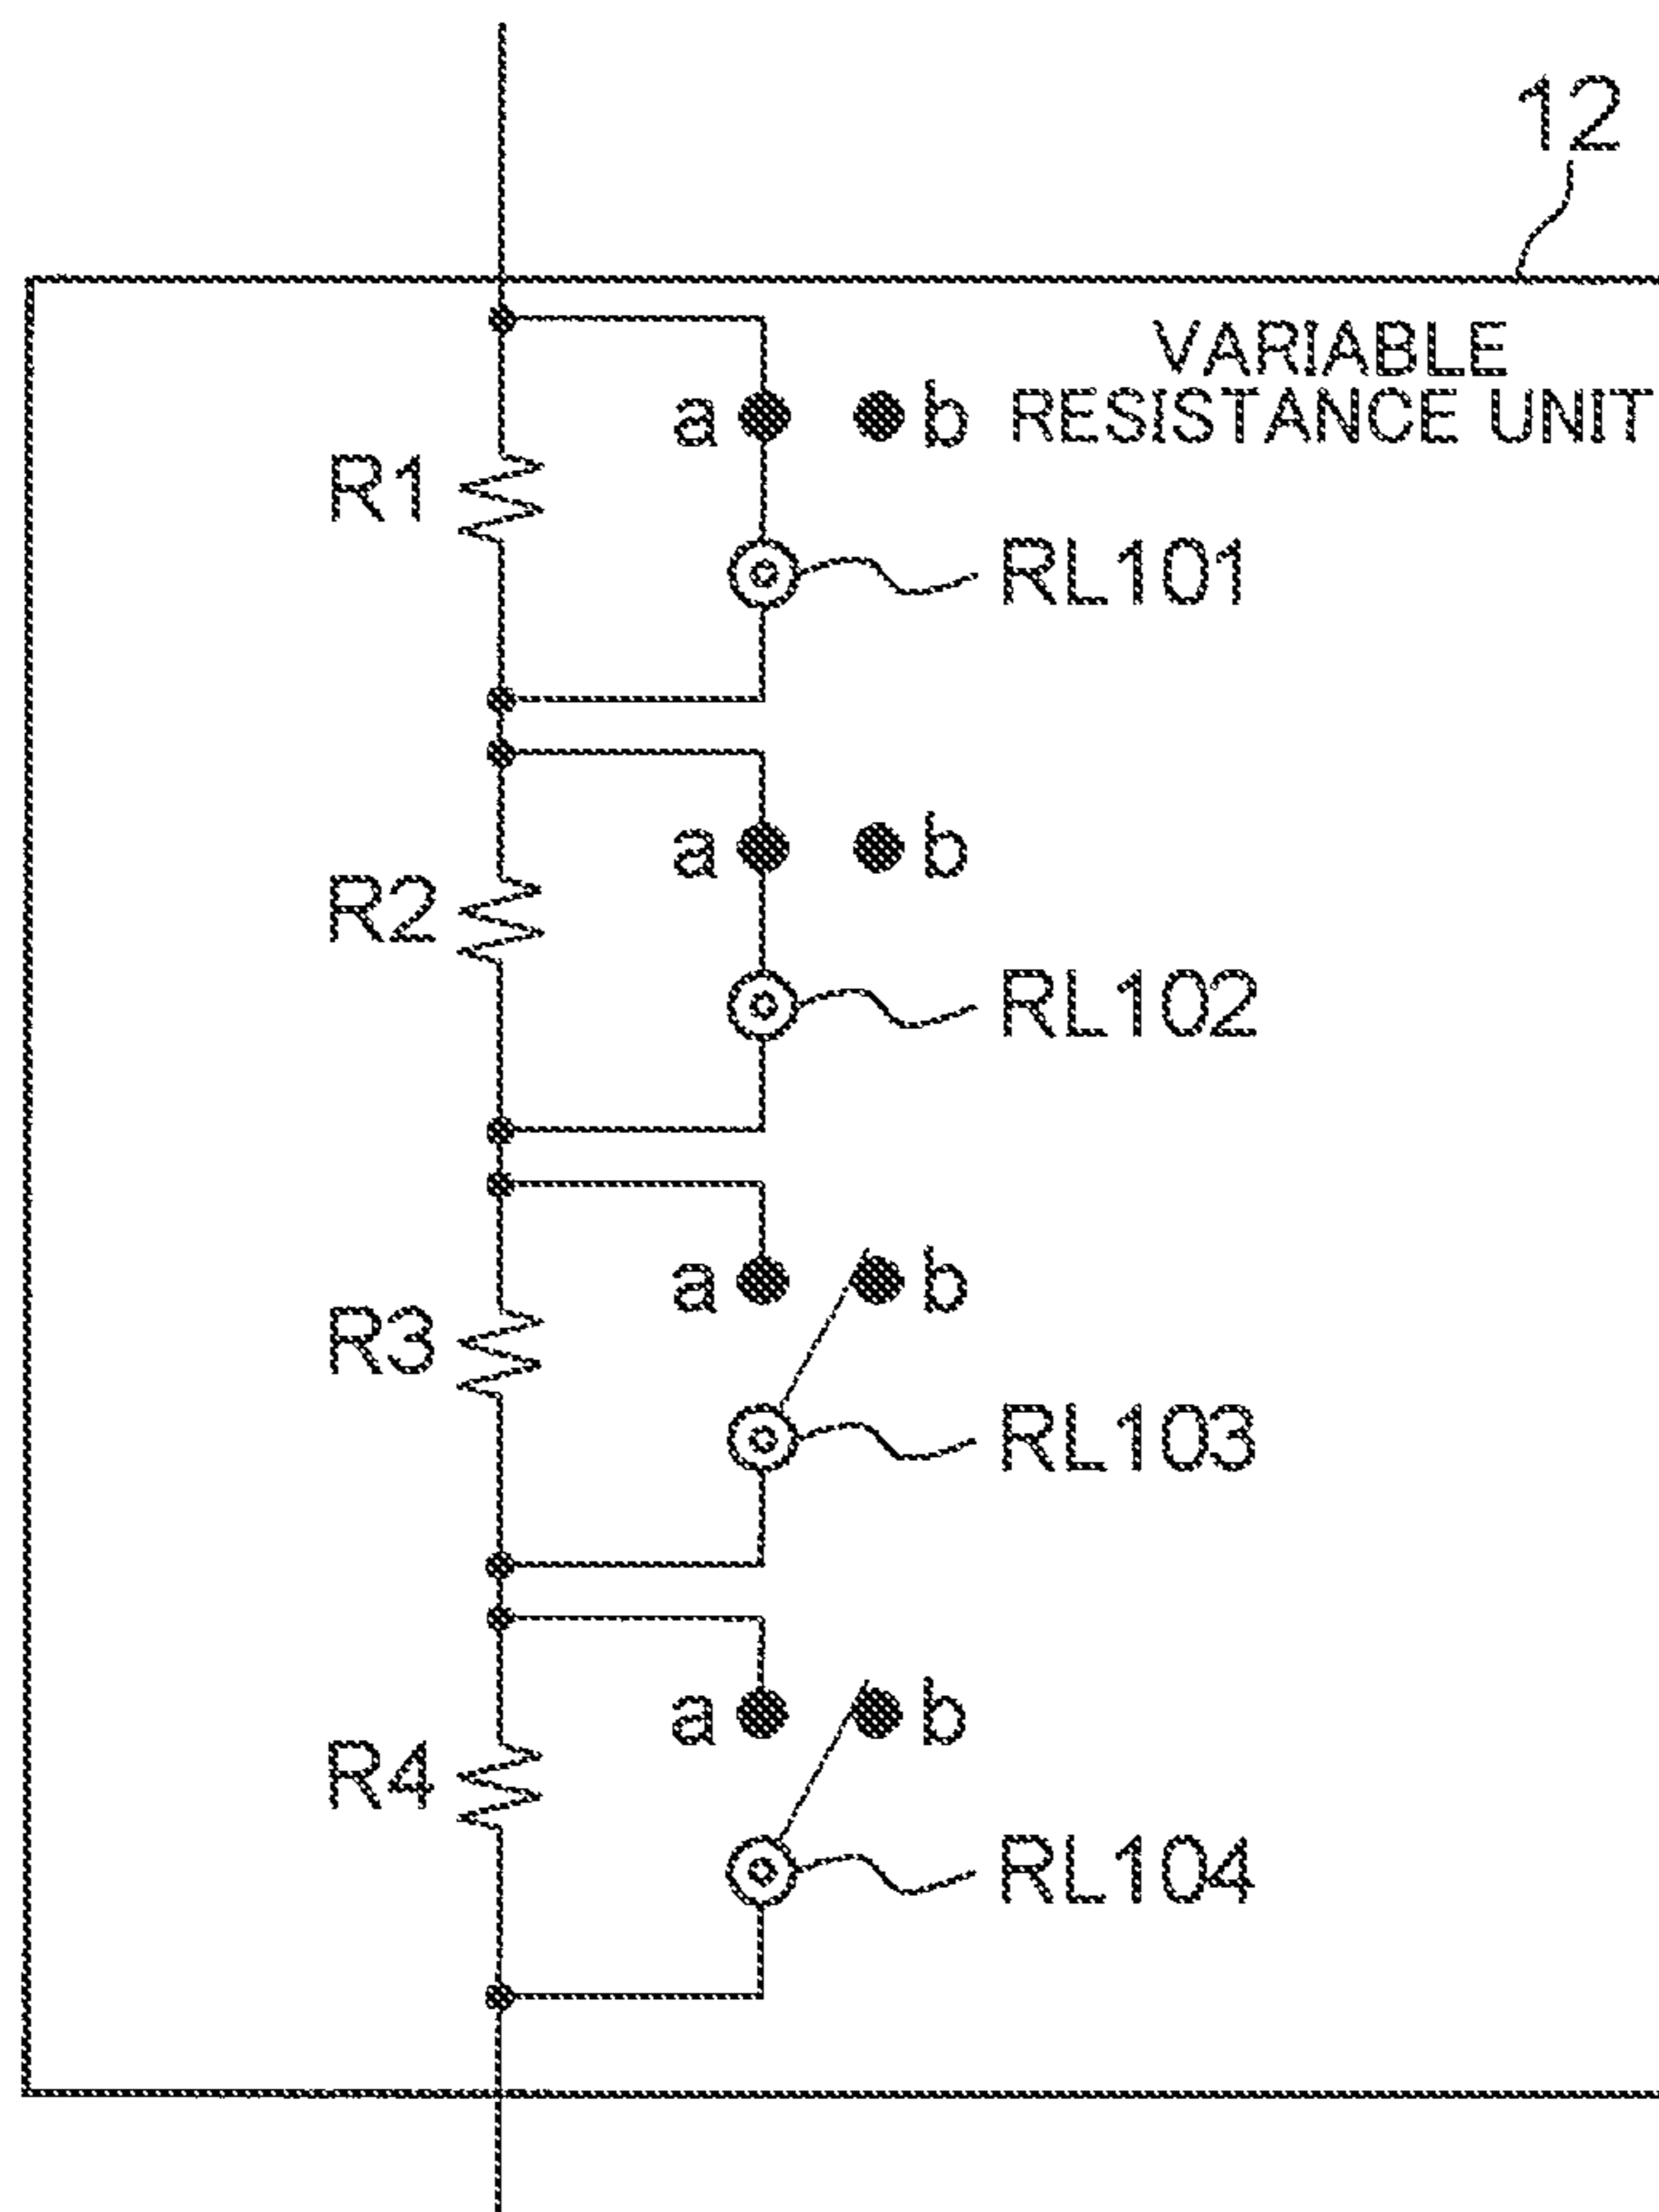 12
VARIABLE
a b RESISTANCE UNIT
R1
RL101
a b
R2
RL102
a b
R3
RL103
a b
R4
RL104